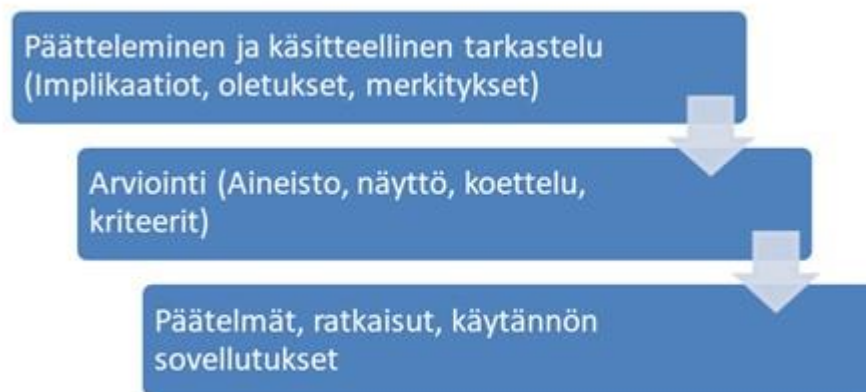 Päätteleminen ja käsitteellinen tarkastelu
(Implikaatiot, oletukset, merkitykset)
Arviointi (Aineisto, näyttö, koettelu,
kriteerit)
Päätelmät, ratkaisut, käytännön
sovellutukset